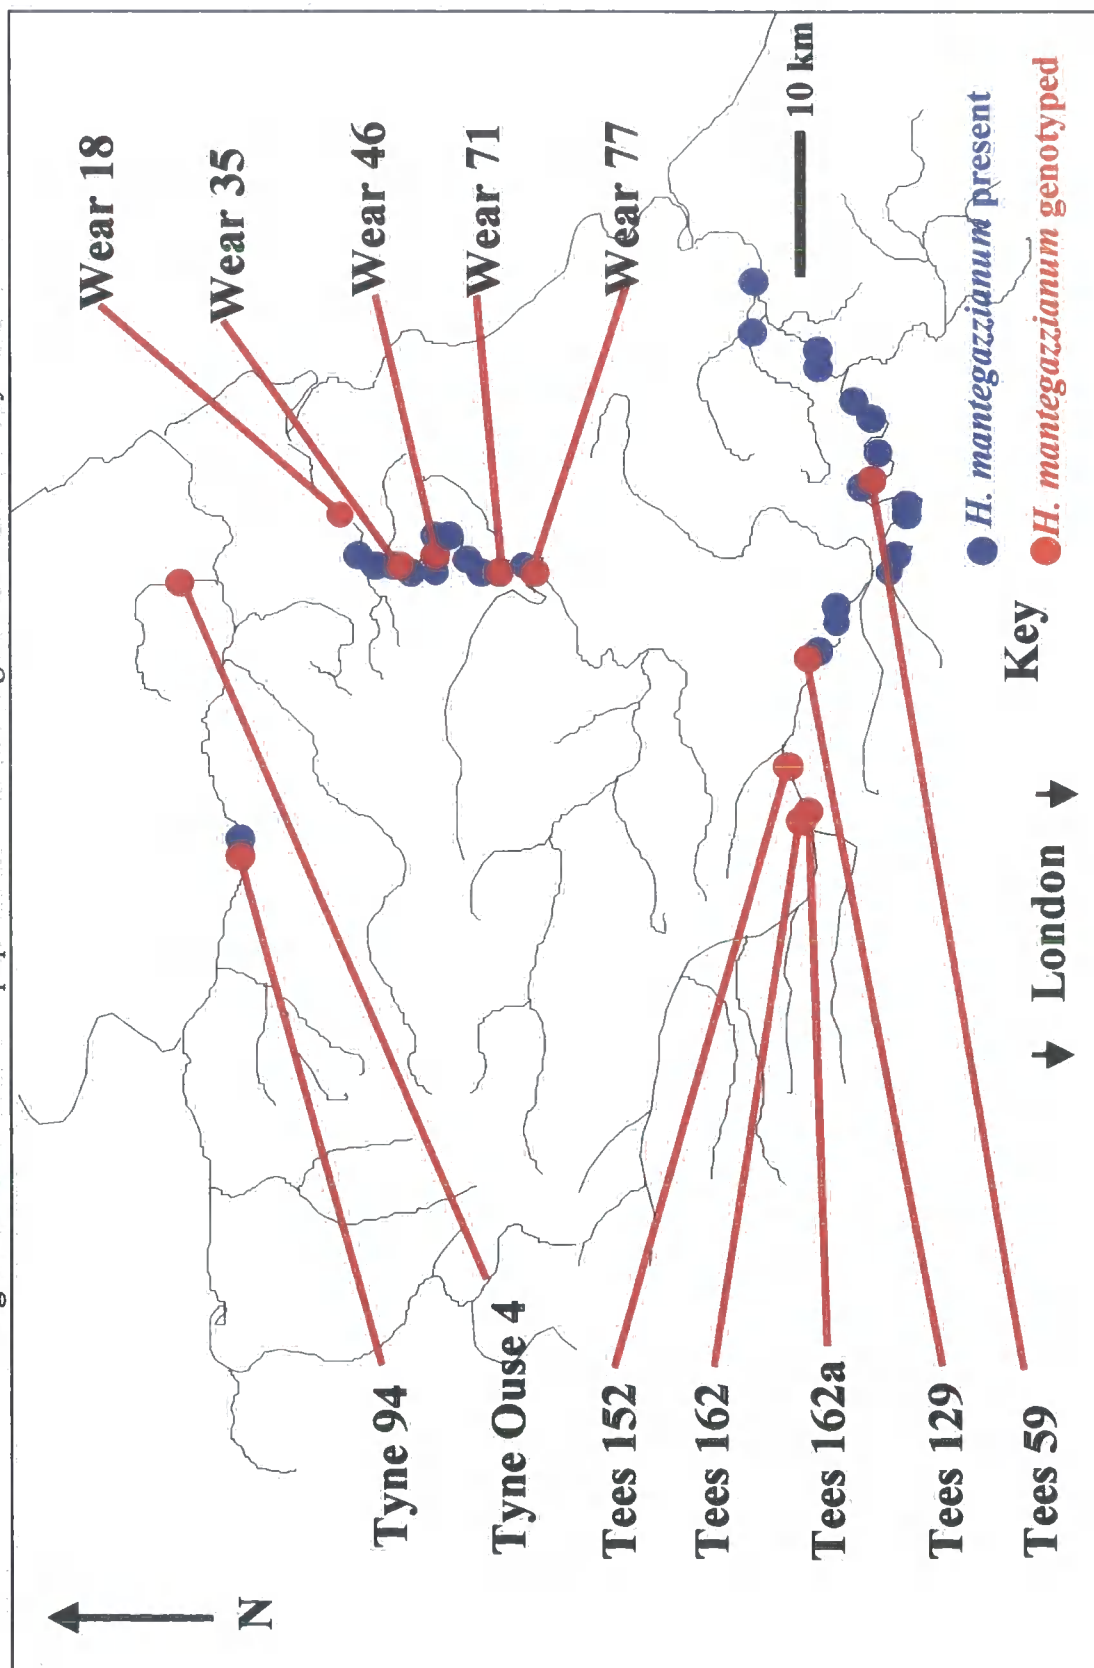 Wear 18
Wear 35
Wear 46
Wear 71
Wear 77
10 km
Tyne 94
Tyne Ouse 4
Tees 152
Tees 162
Tees 162a
Tees 129
Tees 59
N
London
Key
H. mantegazzianum present
H. mantegazzianum genotyped